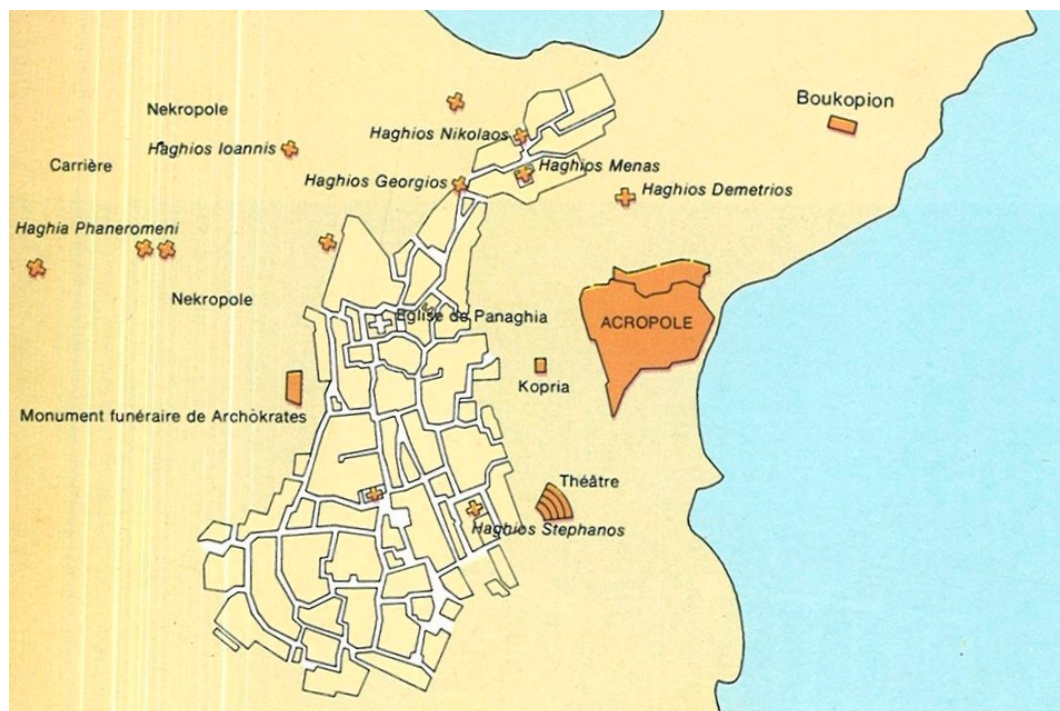 Boukopion
Nekropole
Haghios Nikolaos
Haghios Ioannis
Carrière
Haghios Menas
Haghios Georgios
Haghios Demetrios
Haghia Phaneromeni
Nekropole
Eglise de Panaghia
ACROPOLE
Kopria
Monument funéraire de Archokrates
Théâtre
Haghios Stephanos